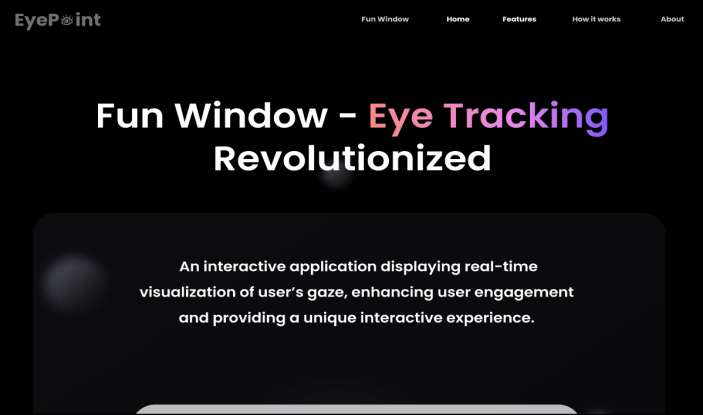 EyePoint
Fun Window Home Features How it works About
Fun Window - Eye Tracking
Revolutionized
An interactive application displaying real-time
visualization of user's gaze, enhancing user engagement
and providing a unique interactive experience.